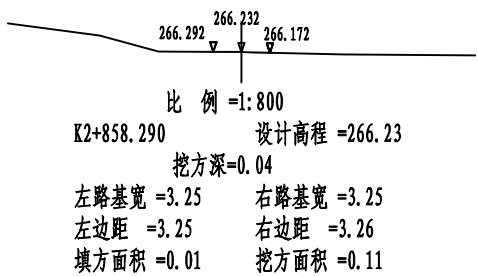 266.232
266.292 266.172
比 例 =1:800
K2+858.290 设计高程 =266.23
挖方深=0.04
左路基宽 =3.25 右路基宽 =3.25
左边距 =3.25 右边距 =3.26
填方面积 =0.01 挖方面积 =0.11